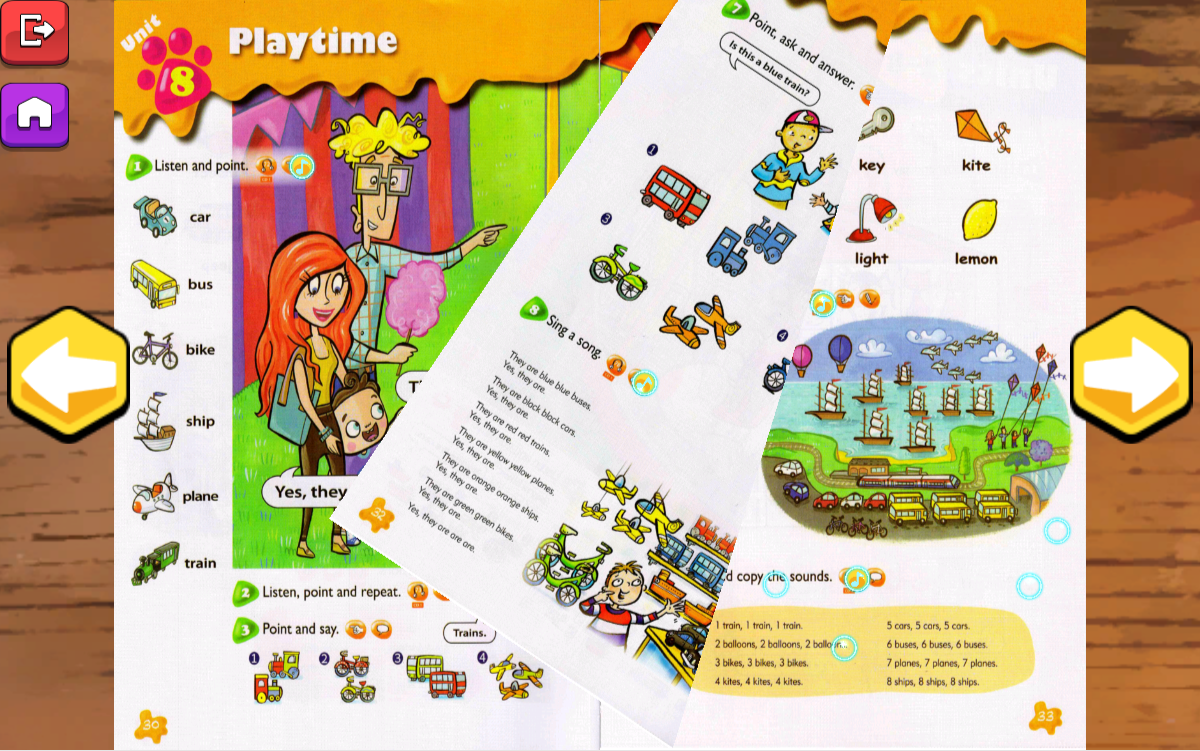 Unit
8
Playtime
1 Listen and point.
car
bus
bike
ship
plane
train
Yes, they
2 Listen, point and repeat.
3 Point and say.
Trains.
1
2
3
4
30
7 Point, ask and answer.
Is this a blue train?
1
3
4
8 Sing a song.
They are blue blue buses.
Yes, they are.
They are black black cars.
Yes, they are.
They are red red trains.
Yes, they are.
They are yellow yellow planes.
Yes, they are.
They are orange orange ships.
Yes, they are.
They are green green bikes.
Yes, they are.
Yes, they are are are.
32
key
kite
light
lemon
copy the sounds.
1 train, 1 train, 1 train.
2 balloons, 2 balloons, 2
3 bikes, 3 bikes, 3 bikes.
4 kites, 4 kites, 4 kites.
5 cars, 5 cars, 5 cars.
6 buses, 6 buses, 6 buses.
7 planes, 7 planes, 7 planes.
8 ships, 8 ships, 8 ships.
33